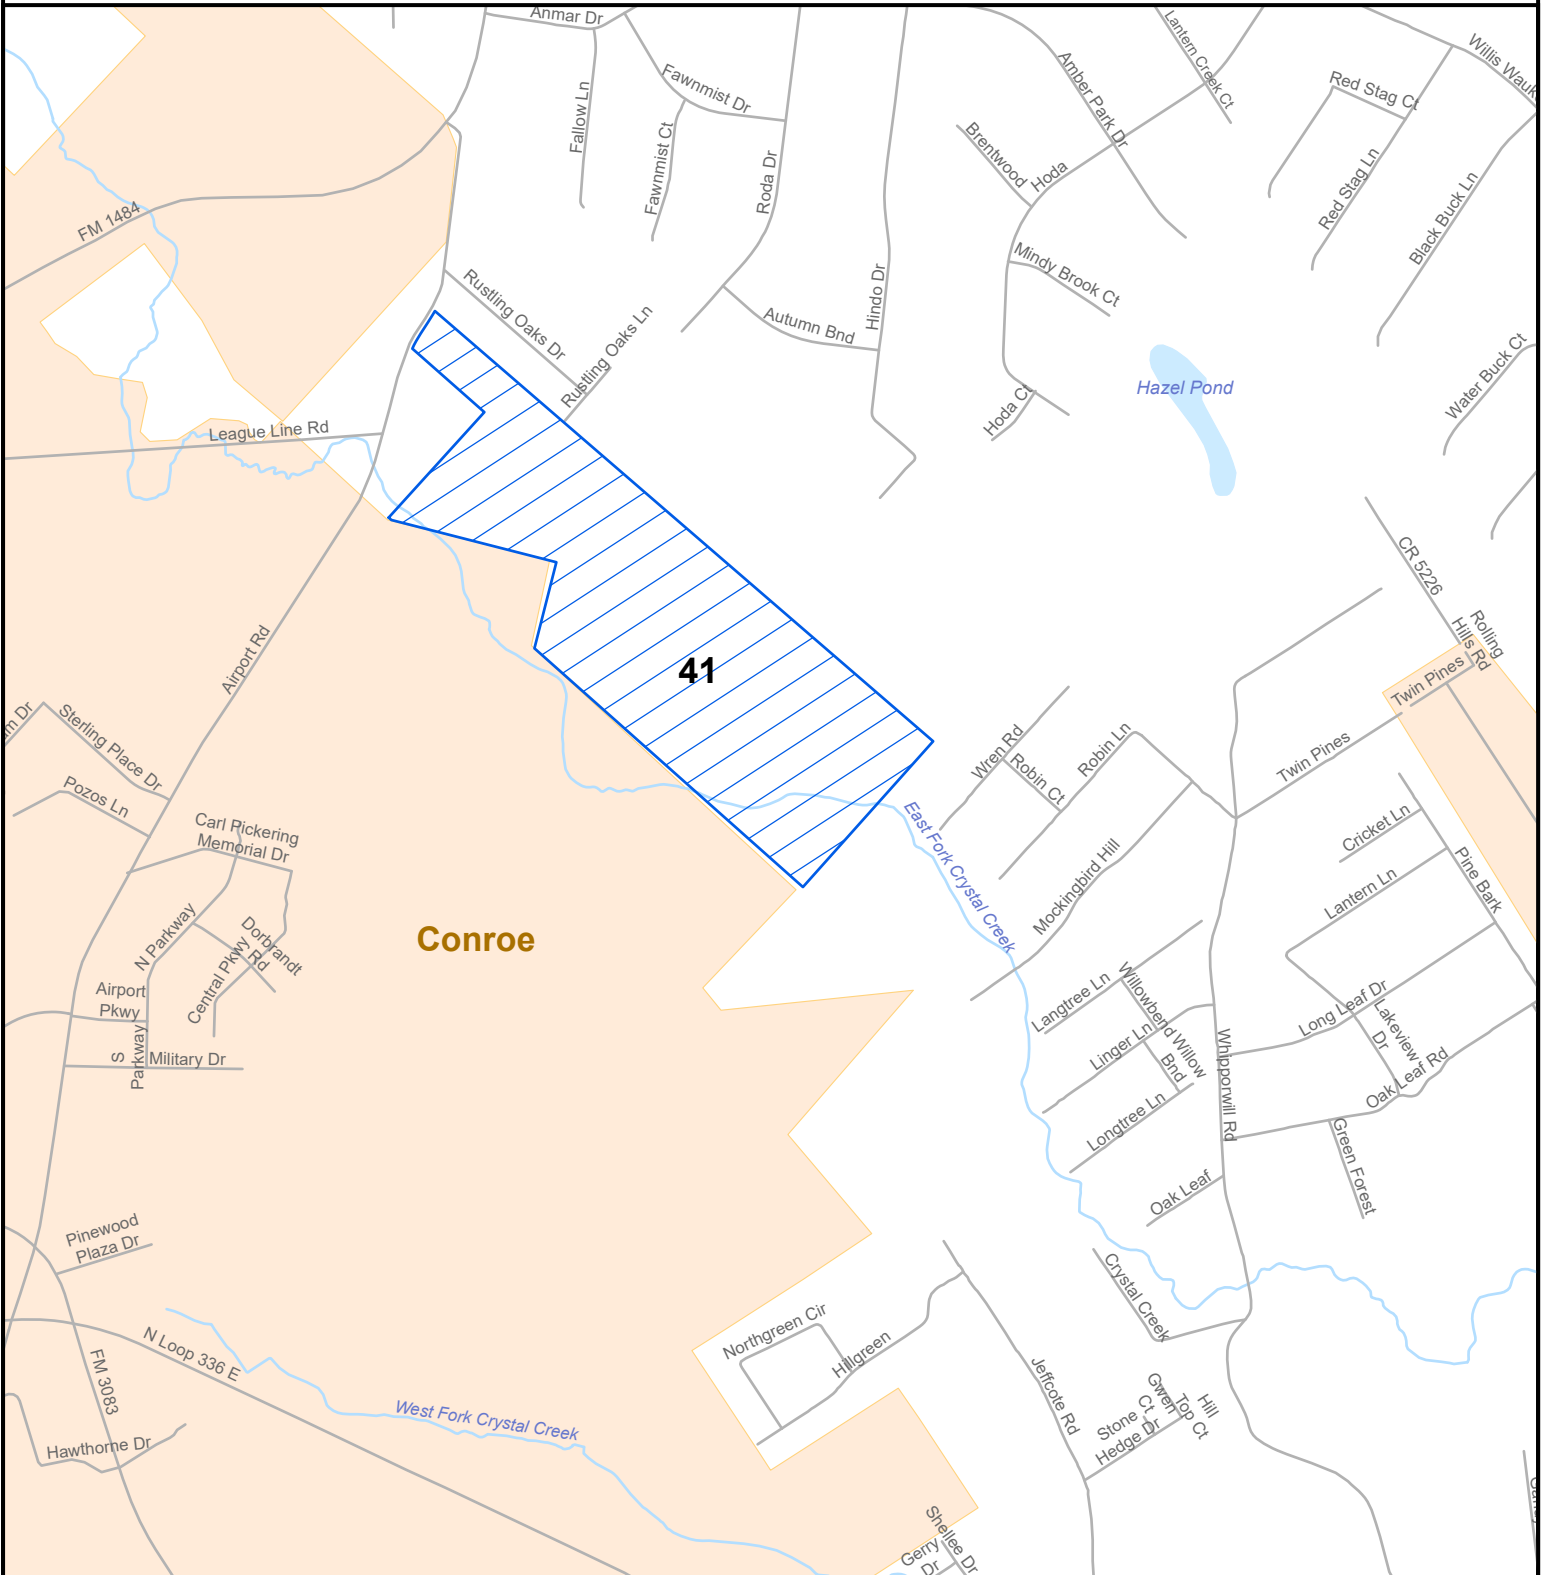 Anmar Dr
Lantern Creek Ct
Willis Wauk
Fallow Ln
Fawnmist Dr
Amber Park Dr
Red Stag Ct
Fawnmist Ct
Roda Dr
Brentwood
Hoda
Red Stag Ln
Black Buck Ln
FM 1484
Mindy Brook Ct
Rustling Oaks Dr
Rustling Oaks Ln
Autumn Bnd
Hindo Dr
Hazel Pond
Water Buck Ct
Hoda Ct
League Line Rd
CR 5226
Rolling
Hills Rd
Airport Rd
41
Twin Pines
m Dr
Sterling Place Dr
Wren Rd
Robin Ct
Robin Ln
Twin Pines
Pozos Ln
Carl Pickering
Memorial Dr
East Fork Crystal Creek
Mockingbird Hill
Cricket Ln
Pine Bark
Lantern Ln
N Parkway
Dorbrandt
Rd
Central Pkwy
Conroe
Airport
Pkwy
Langtree Ln
Willowbend
Willow
Bnd
Long Leaf Dr
Lakeview
Dr
S
Parkway
Military Dr
Linger Ln
Whipporwill Rd
Oak Leaf Rd
Longtree Ln
Green Forest
Oak Leaf
Pinewood
Plaza Dr
Crystal Creek
N Loop 336 E
Northgreen Cir
Hillgreen
FM 3083
Jeffcote Rd
Gwen
Ct
Hill
Top Ct
Stone
Hedge Dr
West Fork Crystal Creek
Hawthorne Dr
Shellee Dr
Gerry
Dr